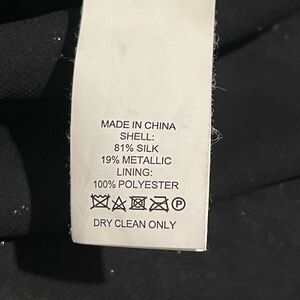 MADE IN CHINA
SHELL:
81% SILK
19% METALLIC
LINING:
100% POLYESTER
P
DRY CLEAN ONLY